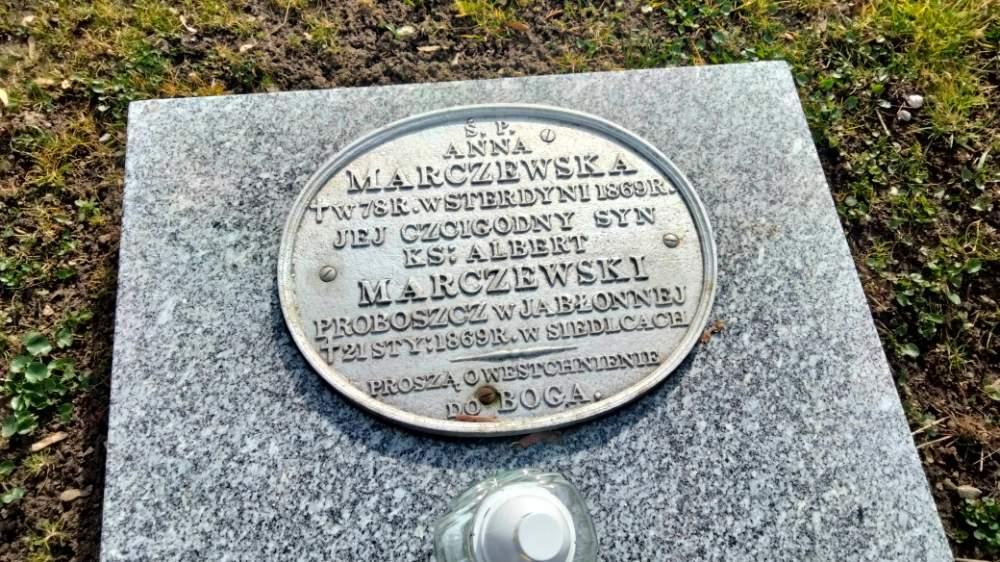 Ś. P.
ANNA
MARCZEWSKA
† W 78 R. W STERDYNI 1869 R.
JEJ CZCIGODNY SYN
KS: ALBERT
MARCZEWSKI
PROBOSZCZ W JABŁONNEJ
† 21 STY: 1869 R. W SIEDLCACH
PROSZĄ O WESTCHNIENIE
DO BOGA.